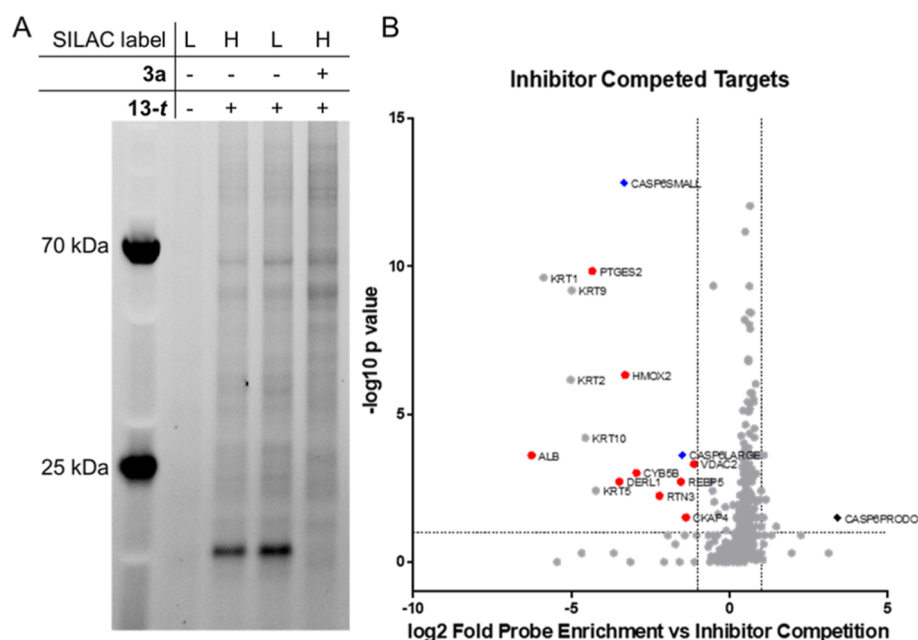 A
SILAC label L H L H
3a - - - +
13-t - + + +
70 kDa
25 kDa
B
Inhibitor Competed Targets
-log10 p value
15
10
5
0
CASP6SMALL
PTGES2
KRT1
KRT9
HMOX2
KRT2
KRT10
ALB
CASP6LARGE
VDAC2
CYB5B
DERL1
REEP5
KRT5
RTN3
CKAP4
CASP6PRODO
-10 -5 0 5
log2 Fold Probe Enrichment vs Inhibitor Competition